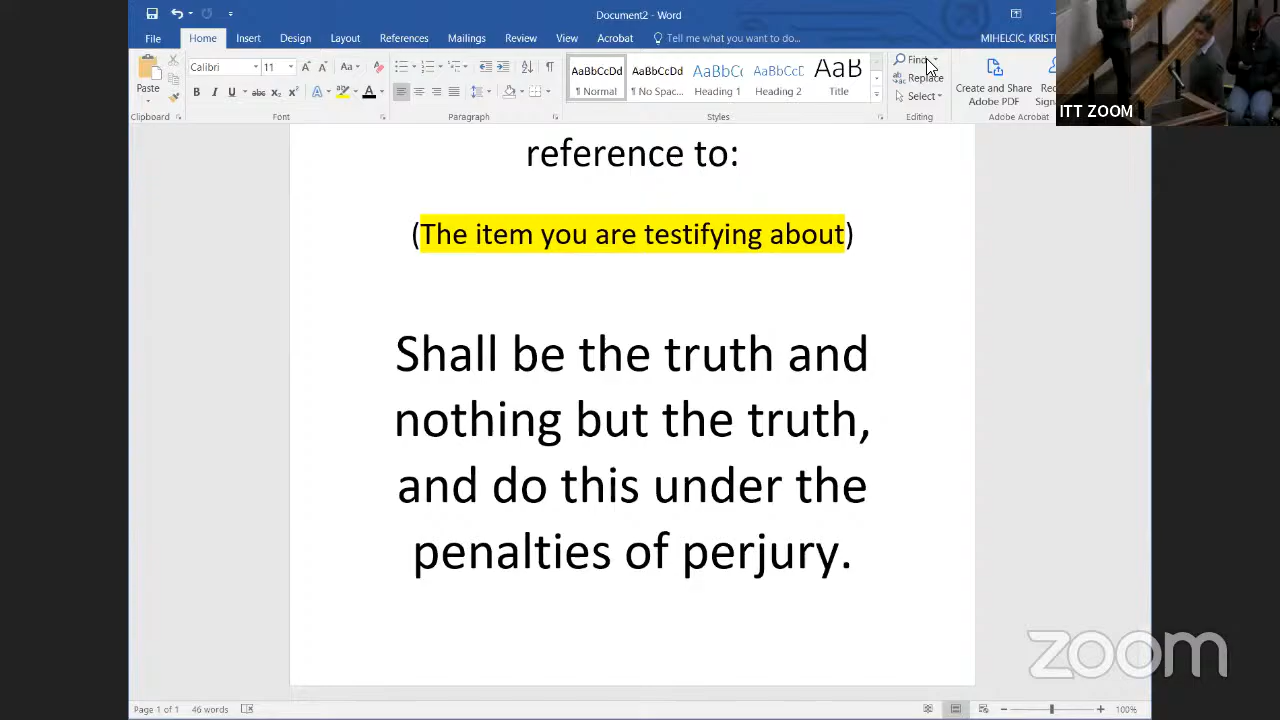 Document2 - Word
File Home Insert Design Layout References Mailings Review View Acrobat Tell me what you want to do...
MIHELCIC, KRIST
Paste
Clipboard
Calibri 11
Font
Paragraph
AaBbCcDd AaBbCcDd AaBbCc AaBbCcD AaB
¶ Normal ¶ No Spac... Heading 1 Heading 2 Title
Styles
Find
Replace
Select
Editing
Create and Share
Adobe PDF
Adobe Acrobat
ITT ZOOM
reference to:
(The item you are testifying about)
Shall be the truth and
nothing but the truth,
and do this under the
penalties of perjury.
zoom
Page 1 of 1 46 words 100%